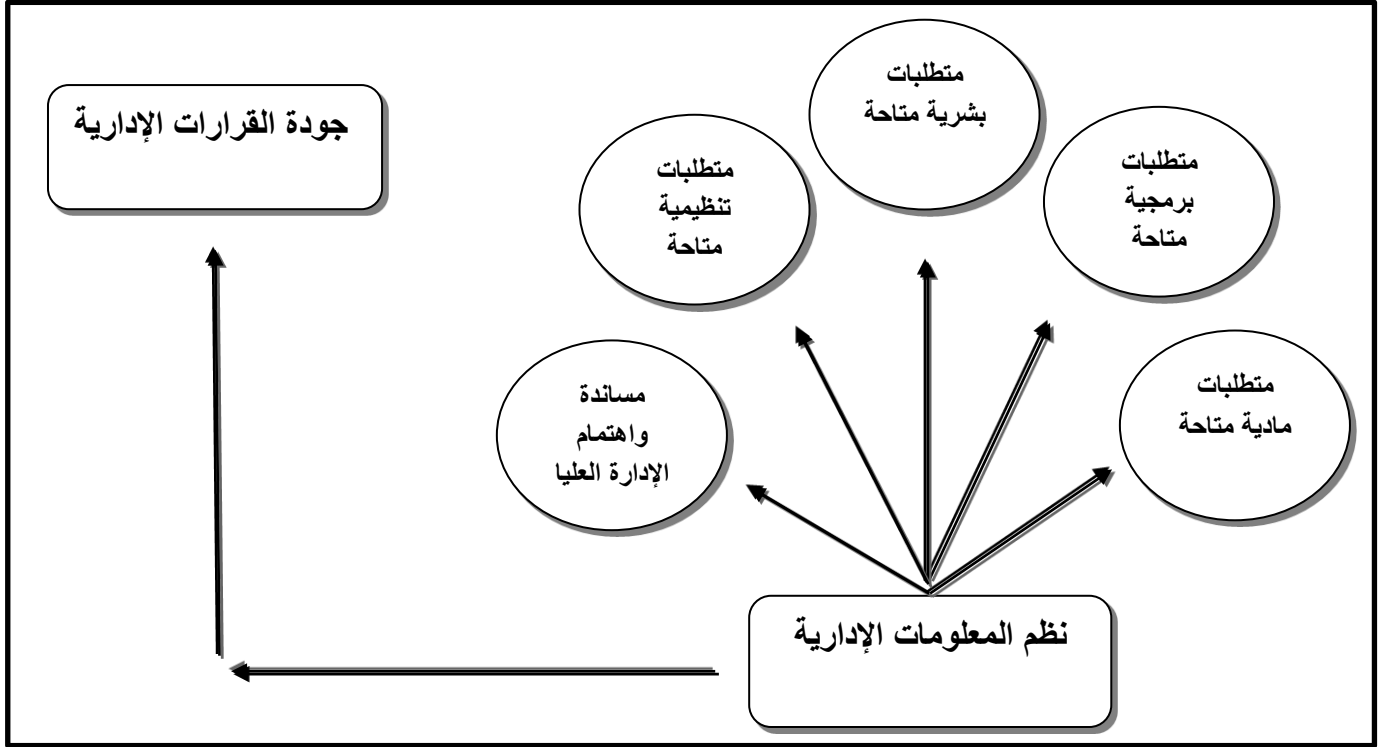 متطلبات
بشرية متاحة
جودة القرارات الإدارية
متطلبات
برمجية
متاحة
متطلبات
تنظيمية
متاحة
متطلبات
مادية متاحة
مساندة
واهتمام
الإدارة العليا
نظم المعلومات الإدارية